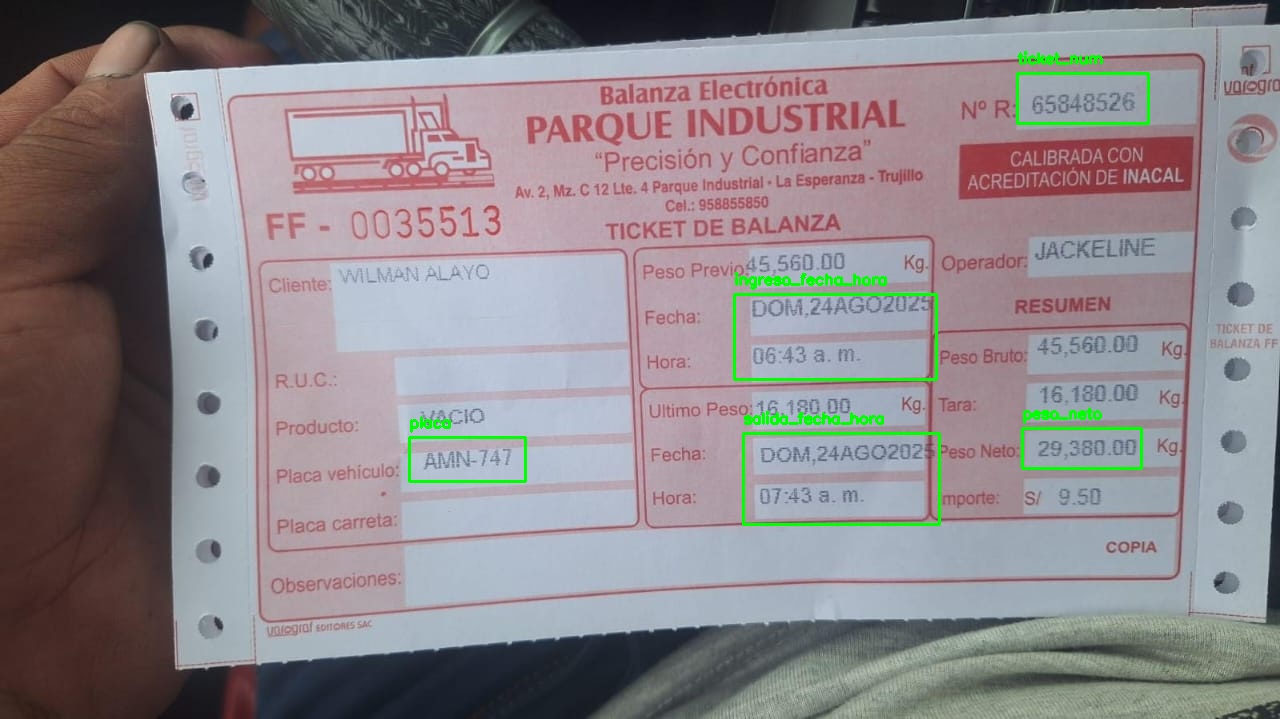 ticket_num
Balanza Electrónica
PARQUE INDUSTRIAL
"Precisión y Confianza"
Av. 2, Mz. C 12 Lte. 4 Parque Industrial - La Esperanza - Trujillo
Cel.: 958855850
Nº R: 65848526
CALIBRADA CON
ACREDITACIÓN DE INACAL
FF - 0035513
TICKET DE BALANZA
Cliente: WILMAN ALAYO
R.U.C.:
Producto: VACIO
placa
Placa vehículo: AMN-747
Placa carreta:
Observaciones:
Peso Previo: 45,560.00 Kg.
ingreso_fecha_hora
Fecha: DOM,24AGO2025
Hora: 06:43 a. m.
Ultimo Peso: 16,180.00 Kg.
salida_fecha_hora
Fecha: DOM,24AGO2025
Hora: 07:43 a. m.
Operador: JACKELINE
RESUMEN
Peso Bruto: 45,560.00 Kg.
Tara: 16,180.00 Kg.
peso_neto
Peso Neto: 29,380.00 Kg.
Importe: S/ 9.50
COPIA
varograf EDITORES SAC
varograf
TICKET DE
BALANZA FF